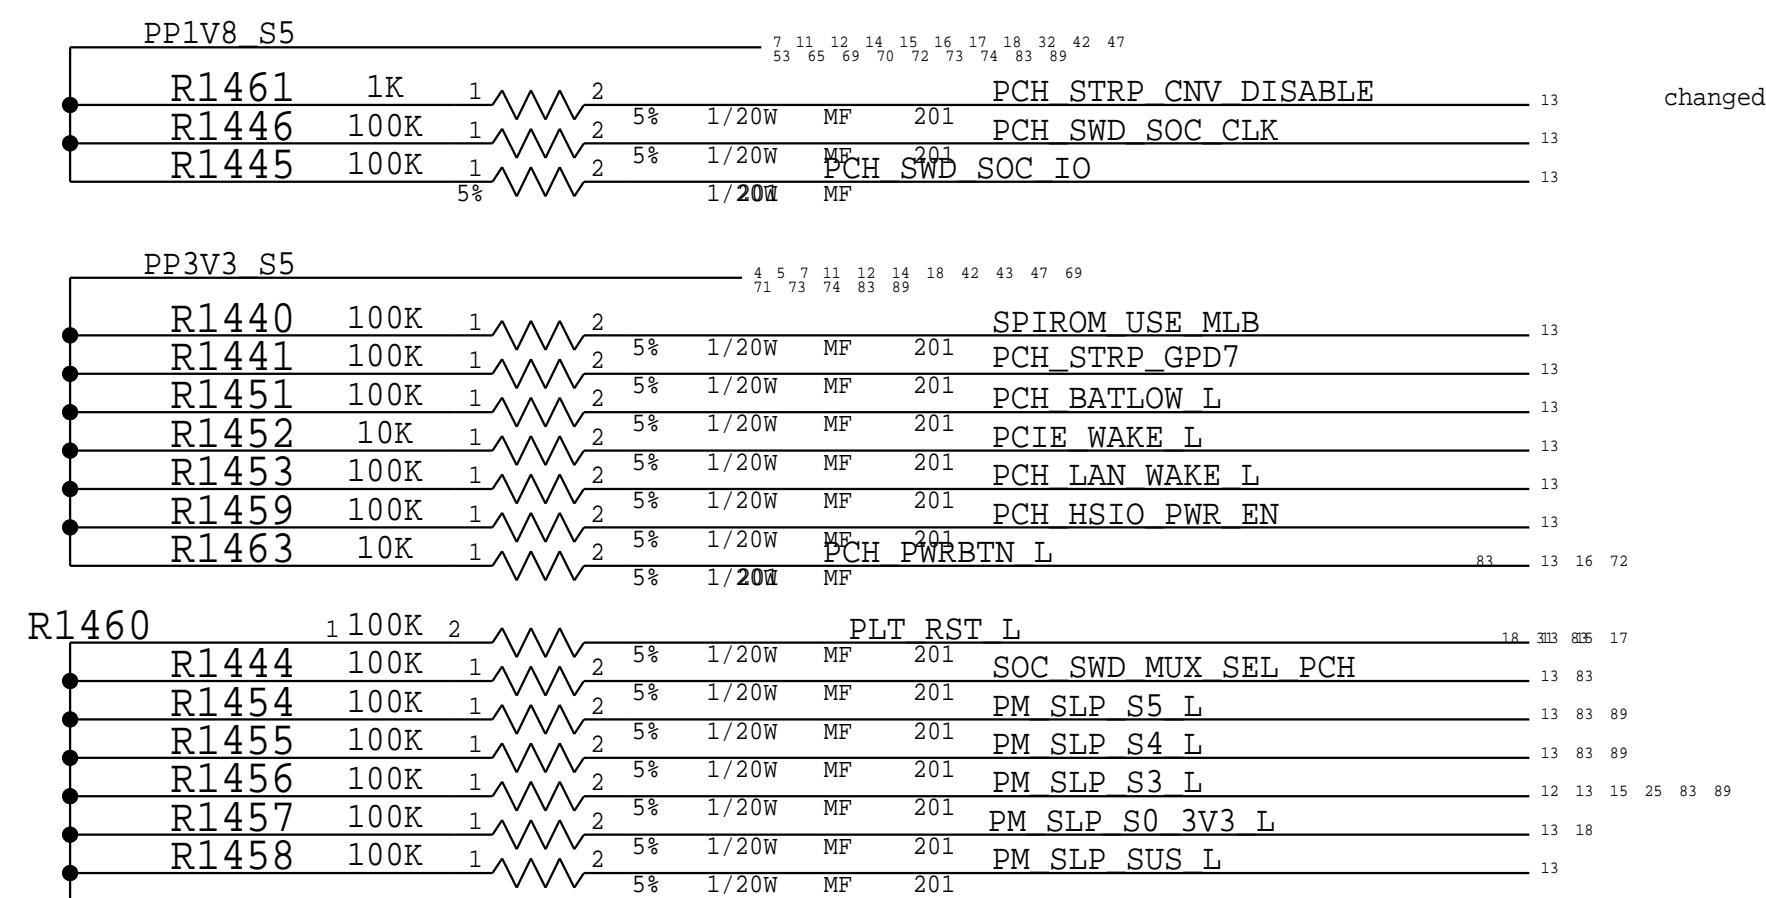 PP1V8_S5
7 11 12 14 15 16 17 18 32 42 47
53 65 69 70 72 73 74 83 89
R1461 1K 1 2 PCH_STRP_CNV_DISABLE 13 changed
5% 1/20W MF 201
R1446 100K 1 2 PCH_SWD_SOC_CLK 13
5% 1/20W MF 201
R1445 100K 1 2 PCH_SWD_SOC_IO 13
5% 1/20W 201 MF
PP3V3_S5
4 5 7 11 12 14 18 42 43 47 69
71 73 74 83 89
R1440 100K 1 2 SPIROM_USE_MLB 13
5% 1/20W MF 201
R1441 100K 1 2 PCH_STRP_GPD7 13
5% 1/20W MF 201
R1451 100K 1 2 PCH_BATLOW_L 13
5% 1/20W MF 201
R1452 10K 1 2 PCIE_WAKE_L 13
5% 1/20W MF 201
R1453 100K 1 2 PCH_LAN_WAKE_L 13
5% 1/20W MF 201
R1459 100K 1 2 PCH_HSIO_PWR_EN 13
5% 1/20W MF 201
R1463 10K 1 2 PCH_PWRBTN_L 83 13 16 72
5% 1/20W 201 MF
R1460 1 100K 2 PLT_RST_L 18 17
5% 1/20W MF 201
R1444 100K 1 2 SOC_SWD_MUX_SEL_PCH 13 83
5% 1/20W MF 201
R1454 100K 1 2 PM_SLP_S5_L 13 83 89
5% 1/20W MF 201
R1455 100K 1 2 PM_SLP_S4_L 13 83 89
5% 1/20W MF 201
R1456 100K 1 2 PM_SLP_S3_L 12 13 15 25 83 89
5% 1/20W MF 201
R1457 100K 1 2 PM_SLP_S0_3V3_L 13 18
5% 1/20W MF 201
R1458 100K 1 2 PM_SLP_SUS_L 13
5% 1/20W MF 201